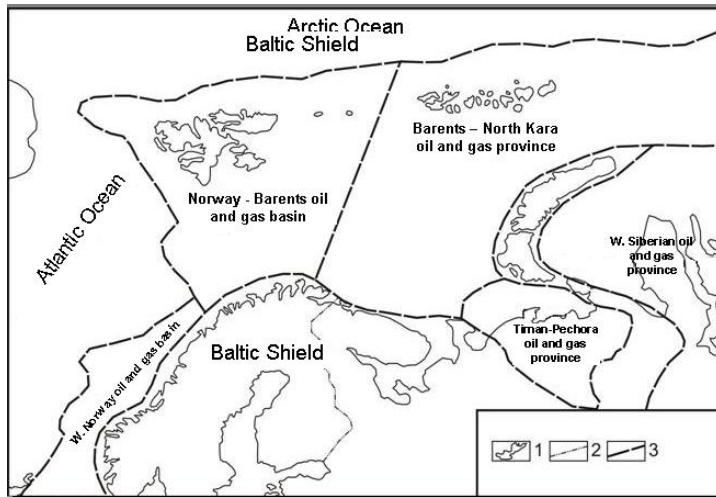 Arctic Ocean
Baltic Shield
Barents – North Kara
oil and gas province
Norway - Barents oil
and gas basin
Atlantic Ocean
W. Siberian oil
and gas
province
Timan-Pechora
oil and gas
province
Baltic Shield
W. Norway oil and gas basin
1 2 3